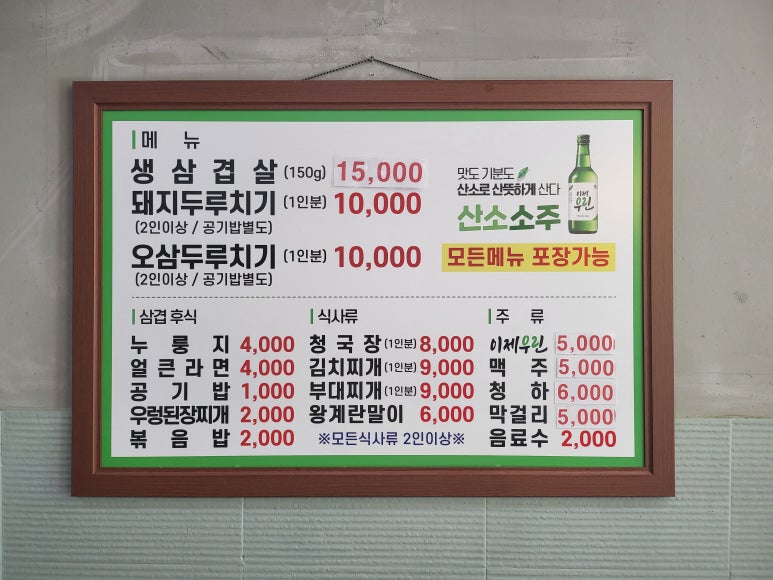 메 뉴
생 삼 겹 살 (150g) 15,000
돼지두루치기 (1인분) 10,000
(2인이상 / 공기밥별도)
오삼두루치기 (1인분) 10,000
(2인이상 / 공기밥별도)
맛도 기분도
산소로 산뜻하게 산다
산소소주
이제
우린
모든메뉴 포장가능
삼겹 후식
누 룽 지 4,000
얼 큰 라 면 4,000
공 기 밥 1,000
우렁된장찌개 2,000
볶 음 밥 2,000
식사류
청 국 장 (1인분) 8,000
김치찌개 (1인분) 9,000
부대찌개 (1인분) 9,000
왕계란말이 6,000
※모든식사류 2인이상※
주 류
이제우린 5,000
맥 주 5,000
청 하 6,000
막걸리 5,000
음료수 2,000